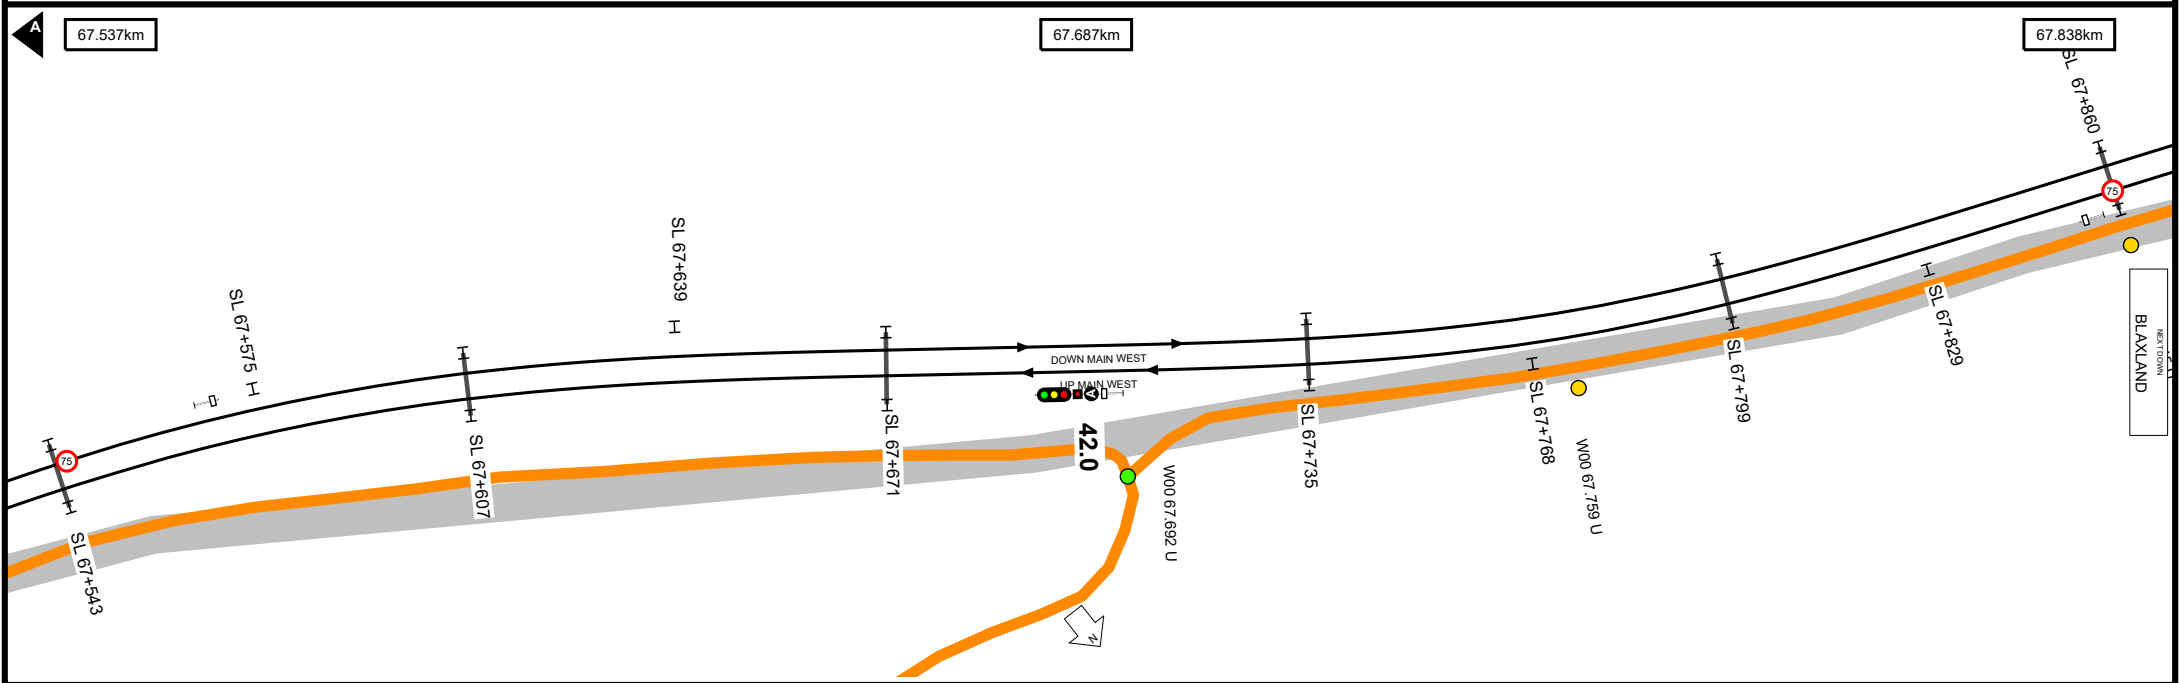 A
67.537km
67.687km
67.838km
SL 67+860
75
SL 67+639
SL 67+575
DOWN MAIN WEST
UP MAIN WEST
A
42.0
75
SL 67+543
SL 67+607
SL 67+671
W00 67.692 U
SL 67+735
SL 67+768
W00 67.759 U
SL 67+799
SL 67+829
NEXT DOWN
BLAXLAND
N